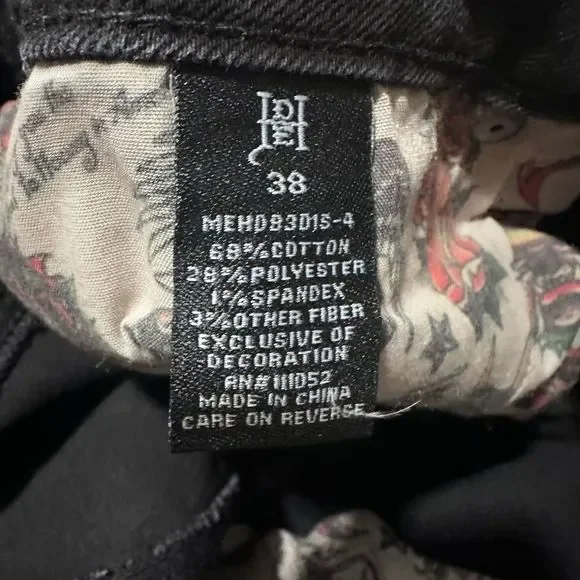 38
MEHDB3D1S-4
68%COTTON
28%POLYESTER
1%SPANDEX
3%OTHER FIBER
EXCLUSIVE OF
DECORATION
RN#111052
MADE IN CHINA
CARE ON REVERSE